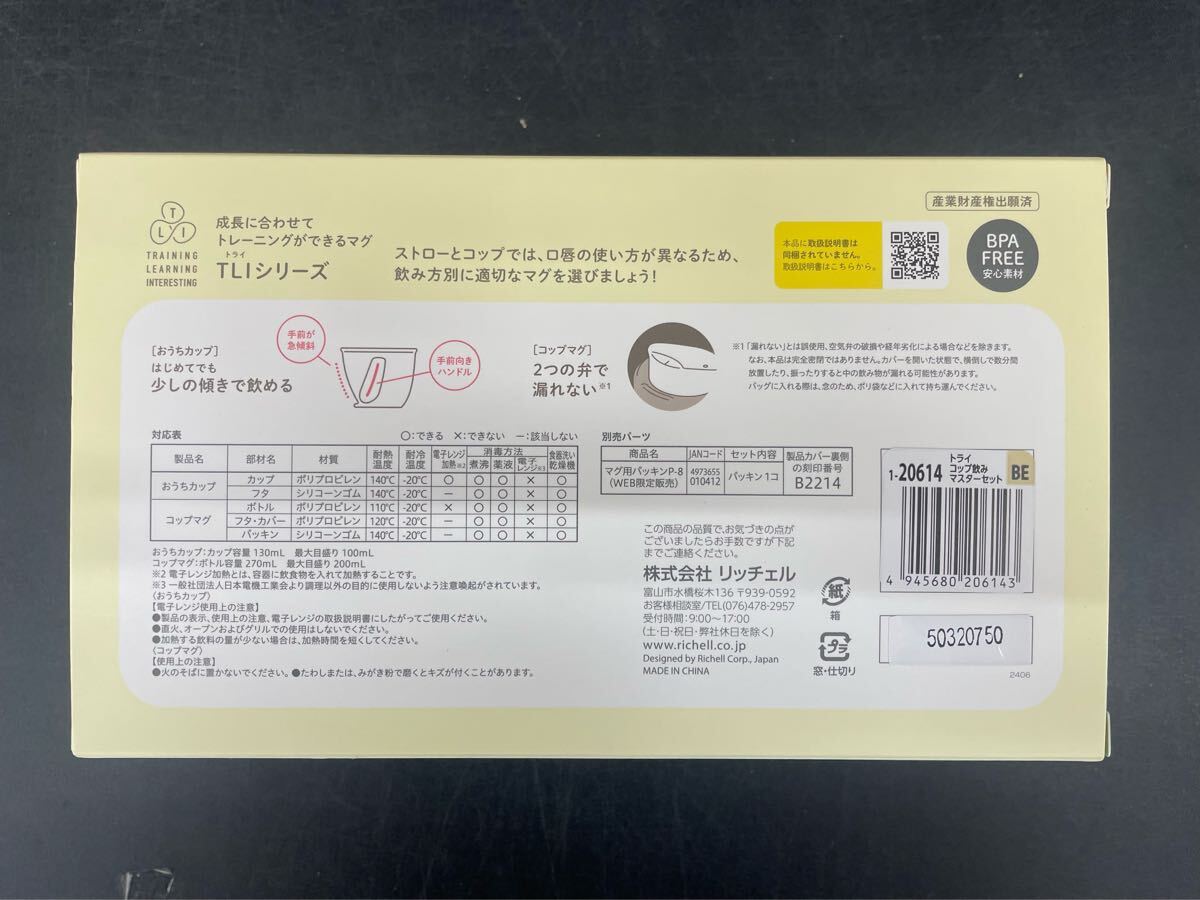 TLI
TRAINING
LEARNING
INTERESTING
成長に合わせて
トレーニングができるマグ
トライ
TLIシリーズ
ストローとコップでは、口唇の使い方が異なるため、
飲み方別に適切なマグを選びましょう!
産業財産権出願済
本品に取扱説明書は
同梱されていません。
取扱説明書はこちらから。
BPA
FREE
安心素材
[おうちカップ]
はじめてでも
少しの傾きで飲める
手前が
急傾斜
手前向き
ハンドル
[コップマグ]
2つの弁で
漏れない※1
※1「漏れない」とは誤使用、空気弁の破損や経年劣化による場合などを除きます。
なお、本品は完全密閉ではありません。カバーを開いた状態で、横倒しで数分間
放置したり、振ったりすると中の飲み物が漏れる可能性があります。
バッグに入れる際は、念のため、ポリ袋などに入れて持ち運んでください。
対応表
○:できる ×:できない −:該当しない
製品名 部材名 材質 耐熱温度 耐冷温度 電子レンジ加熱※2 消毒方法 煮沸 薬液 電子レンジ※3 食器洗い乾燥機
おうちカップ カップ ポリプロピレン 140℃ -20℃ ○ ○ ○ × ○
フタ シリコーンゴム 140℃ -20℃ − ○ ○ × ○
コップマグ ボトル ポリプロピレン 110℃ -20℃ × ○ ○ × ○
フタ・カバー ポリプロピレン 120℃ -20℃ − ○ ○ × ○
パッキン シリコーンゴム 140℃ -20℃ − ○ ○ × ○
おうちカップ:カップ容量 130mL 最大目盛り 100mL
コップマグ:ボトル容量 270mL 最大目盛り 200mL
※2 電子レンジ加熱とは、容器に飲食物を入れて加熱することです。
※3 一般社団法人日本電機工業会より調理以外の目的に使用しないよう注意喚起がされています。
〈おうちカップ〉
【電子レンジ使用上の注意】
●製品の表示、使用上の注意、電子レンジの取扱説明書にしたがってご使用ください。
●直火、オーブンおよびグリルでの使用はしないでください。
●加熱する飲料の量が少ない場合は、加熱時間を短くしてください。
〈コップマグ〉
【使用上の注意】
●火のそばに置かないでください。●たわしまたは、みがき粉で磨くとキズが付くことがあります。
別売パーツ
商品名 JANコード セット内容 製品カバー裏側の刻印番号
マグ用パッキンP-8(WEB限定販売) 4973655010412 パッキン 1コ B2214
この商品の品質で、お気づきの点が
ございましたらお手数ですが下記
までご連絡ください。
株式会社 リッチェル
富山市水橋桜木136 〒939-0592
お客様相談室/TEL(076)478-2957
受付時間:9:00〜17:00
(土・日・祝日・弊社休日を除く)
www.richell.co.jp
Designed by Richell Corp., Japan
MADE IN CHINA
紙
箱
プラ
窓・仕切り
1-20614
トライ
コップ飲み
マスターセット
BE
4 945680 206143
50320750
2406